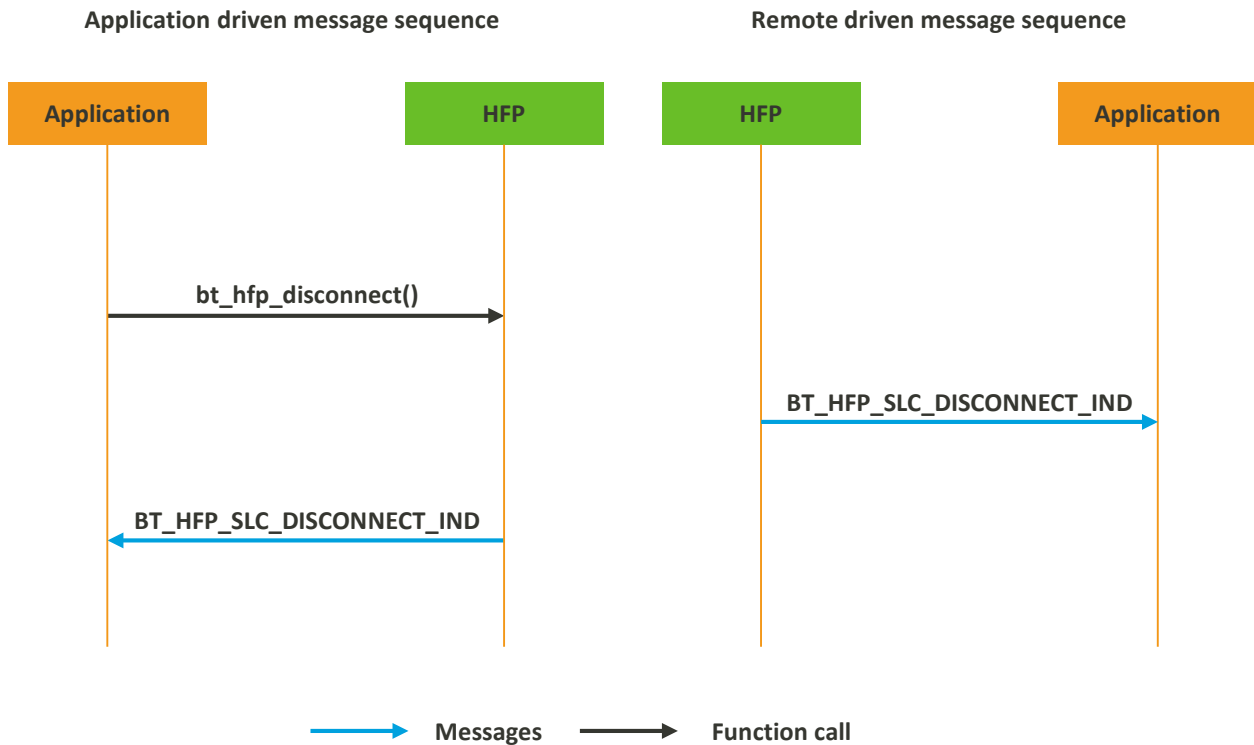 Application driven message sequence
Remote driven message sequence
Application
HFP
HFP
Application
bt_hfp_disconnect()
BT_HFP_SLC_DISCONNECT_IND
BT_HFP_SLC_DISCONNECT_IND
Messages
Function call